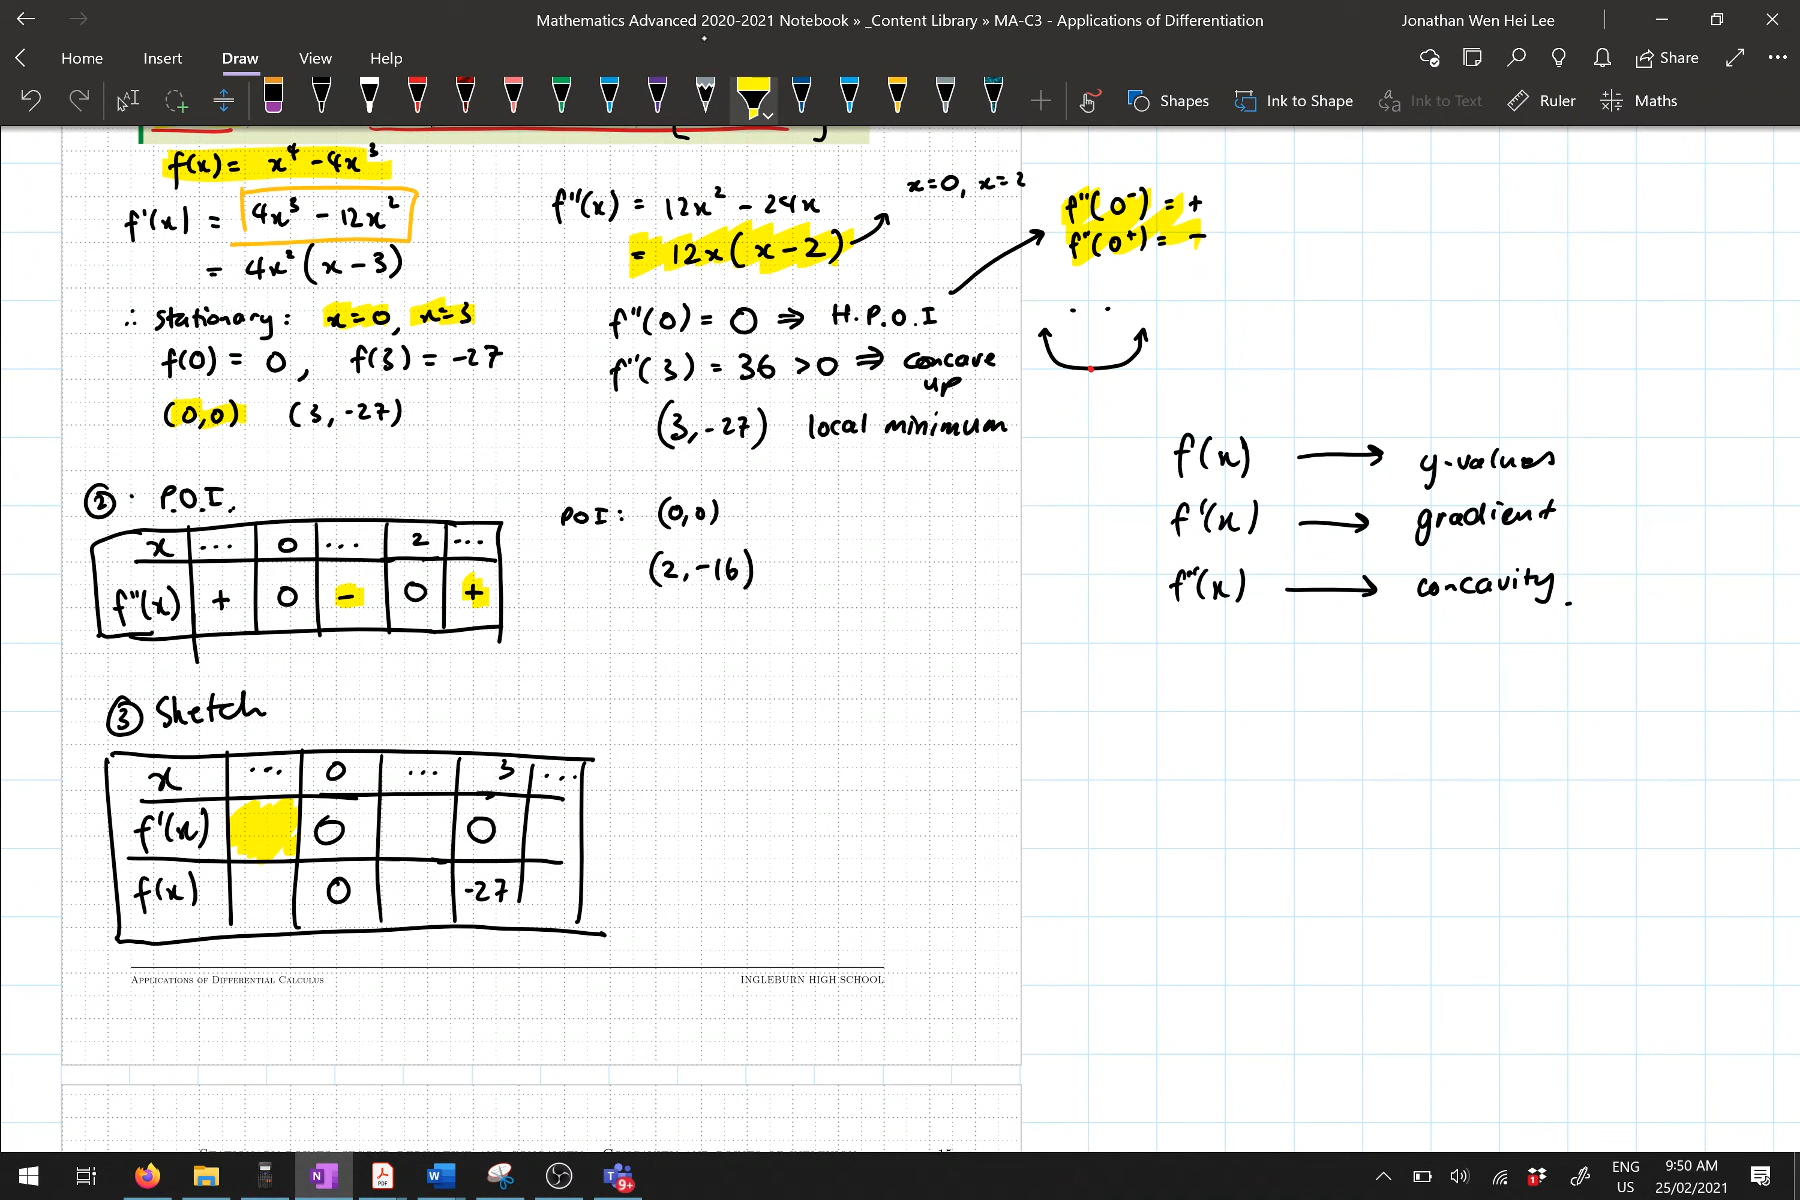 Mathematics Advanced 2020-2021 Notebook » _Content Library » MA-C3 - Applications of Differentiation
Jonathan Wen Hei Lee
Home Insert Draw View Help
Share
Shapes Ink to Shape Ink to Text Ruler Maths
f(x) = x⁴ - 4x³
f'(x) = 4x³ - 12x²
= 4x²(x - 3)
∴ stationary: x=0, x=3
f(0) = 0, f(3) = -27
(0,0) (3, -27)
f''(x) = 12x² - 24x
= 12x(x-2)
x=0, x=2
f''(0⁻) = +
f''(0⁺) = -
f''(0) = 0 ⇒ H.P.O.I
f''(3) = 36 >0 ⇒ concave
up
(3,-27) local minimum
f(x) → y-values
f'(x) → gradient
f''(x) → concavity.
② · P.O.I.
x ... 0 ... 2 ...
f''(x) + 0 - 0 +
POI: (0,0)
(2,-16)
③ Sketch
x ... 0 ... 3 ...
f'(x) 0 0
f(x) 0 -27
Applications of Differential Calculus
INGLEBURN HIGH SCHOOL
9+
1
ENG
US
9:50 AM
25/02/2021